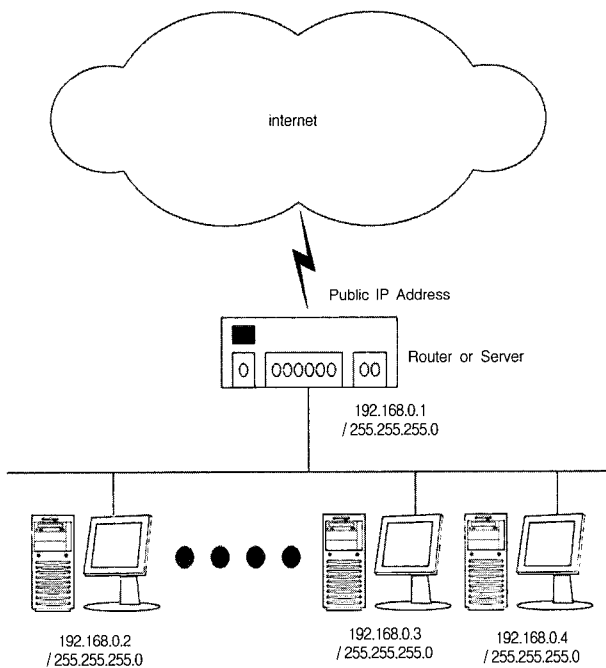 internet
Public IP Address
0 000000 00
Router or Server
192.168.0.1
/ 255.255.255.0
192.168.0.2
/ 255.255.255.0
192.168.0.3
/ 255.255.255.0
192.168.0.4
/ 255.255.255.0